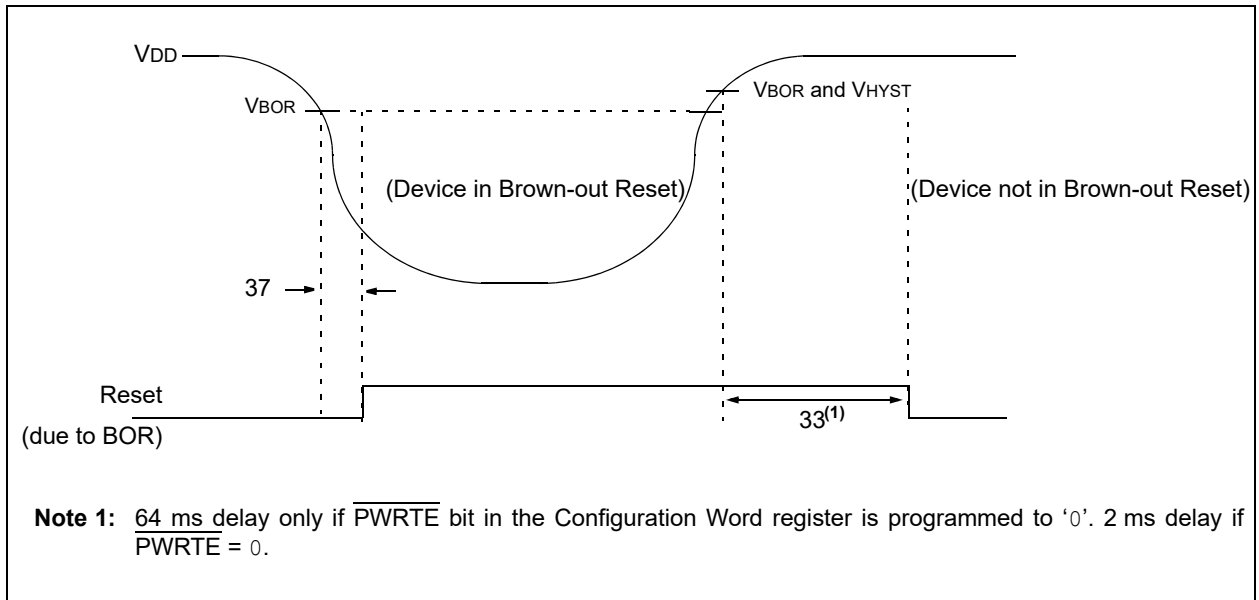 VDD
VBOR
VBOR and VHYST
(Device in Brown-out Reset)
(Device not in Brown-out Reset)
37
Reset
(due to BOR)
33(1)
Note 1: 64 ms delay only if PWRTE bit in the Configuration Word register is programmed to ‘0’. 2 ms delay if
PWRTE = 0.